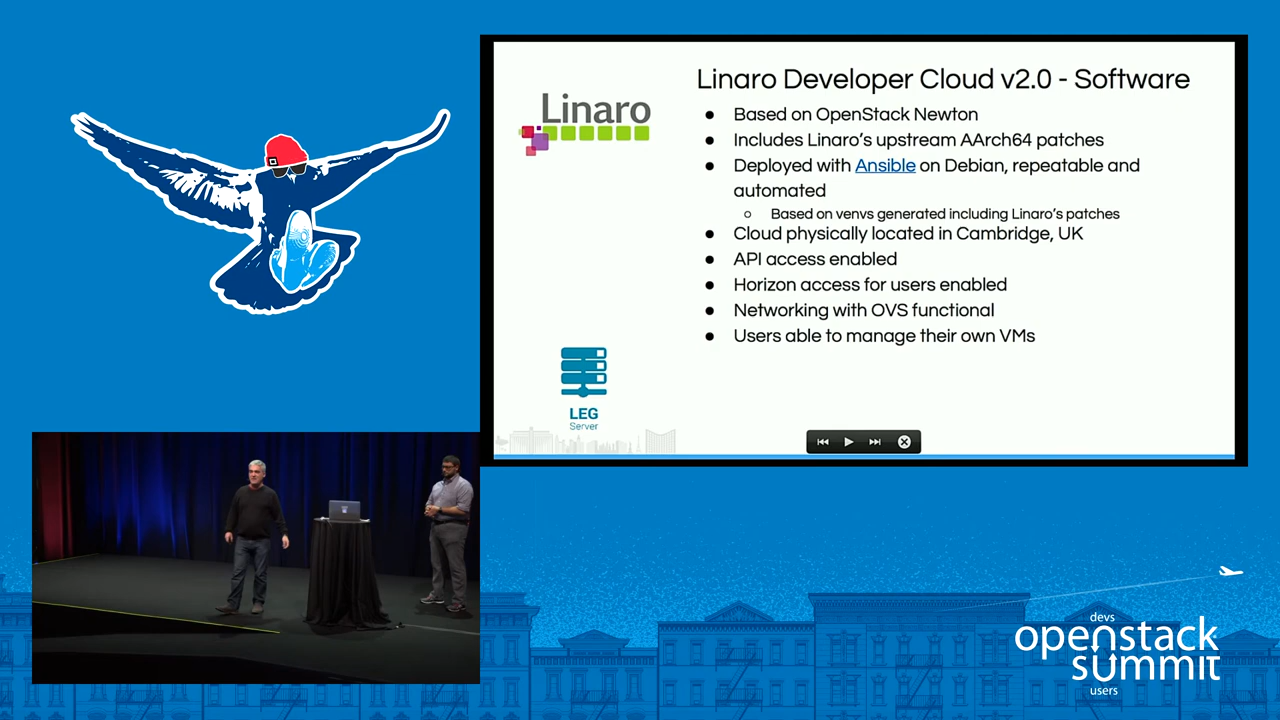 Linaro
Linaro Developer Cloud v2.0 - Software
● Based on OpenStack Newton
● Includes Linaro's upstream AArch64 patches
● Deployed with Ansible on Debian, repeatable and
automated
○ Based on venvs generated including Linaro's patches
● Cloud physically located in Cambridge, UK
● API access enabled
● Horizon access for users enabled
● Networking with OVS functional
● Users able to manage their own VMs
LEG
Server
devs
openstack
summit
users